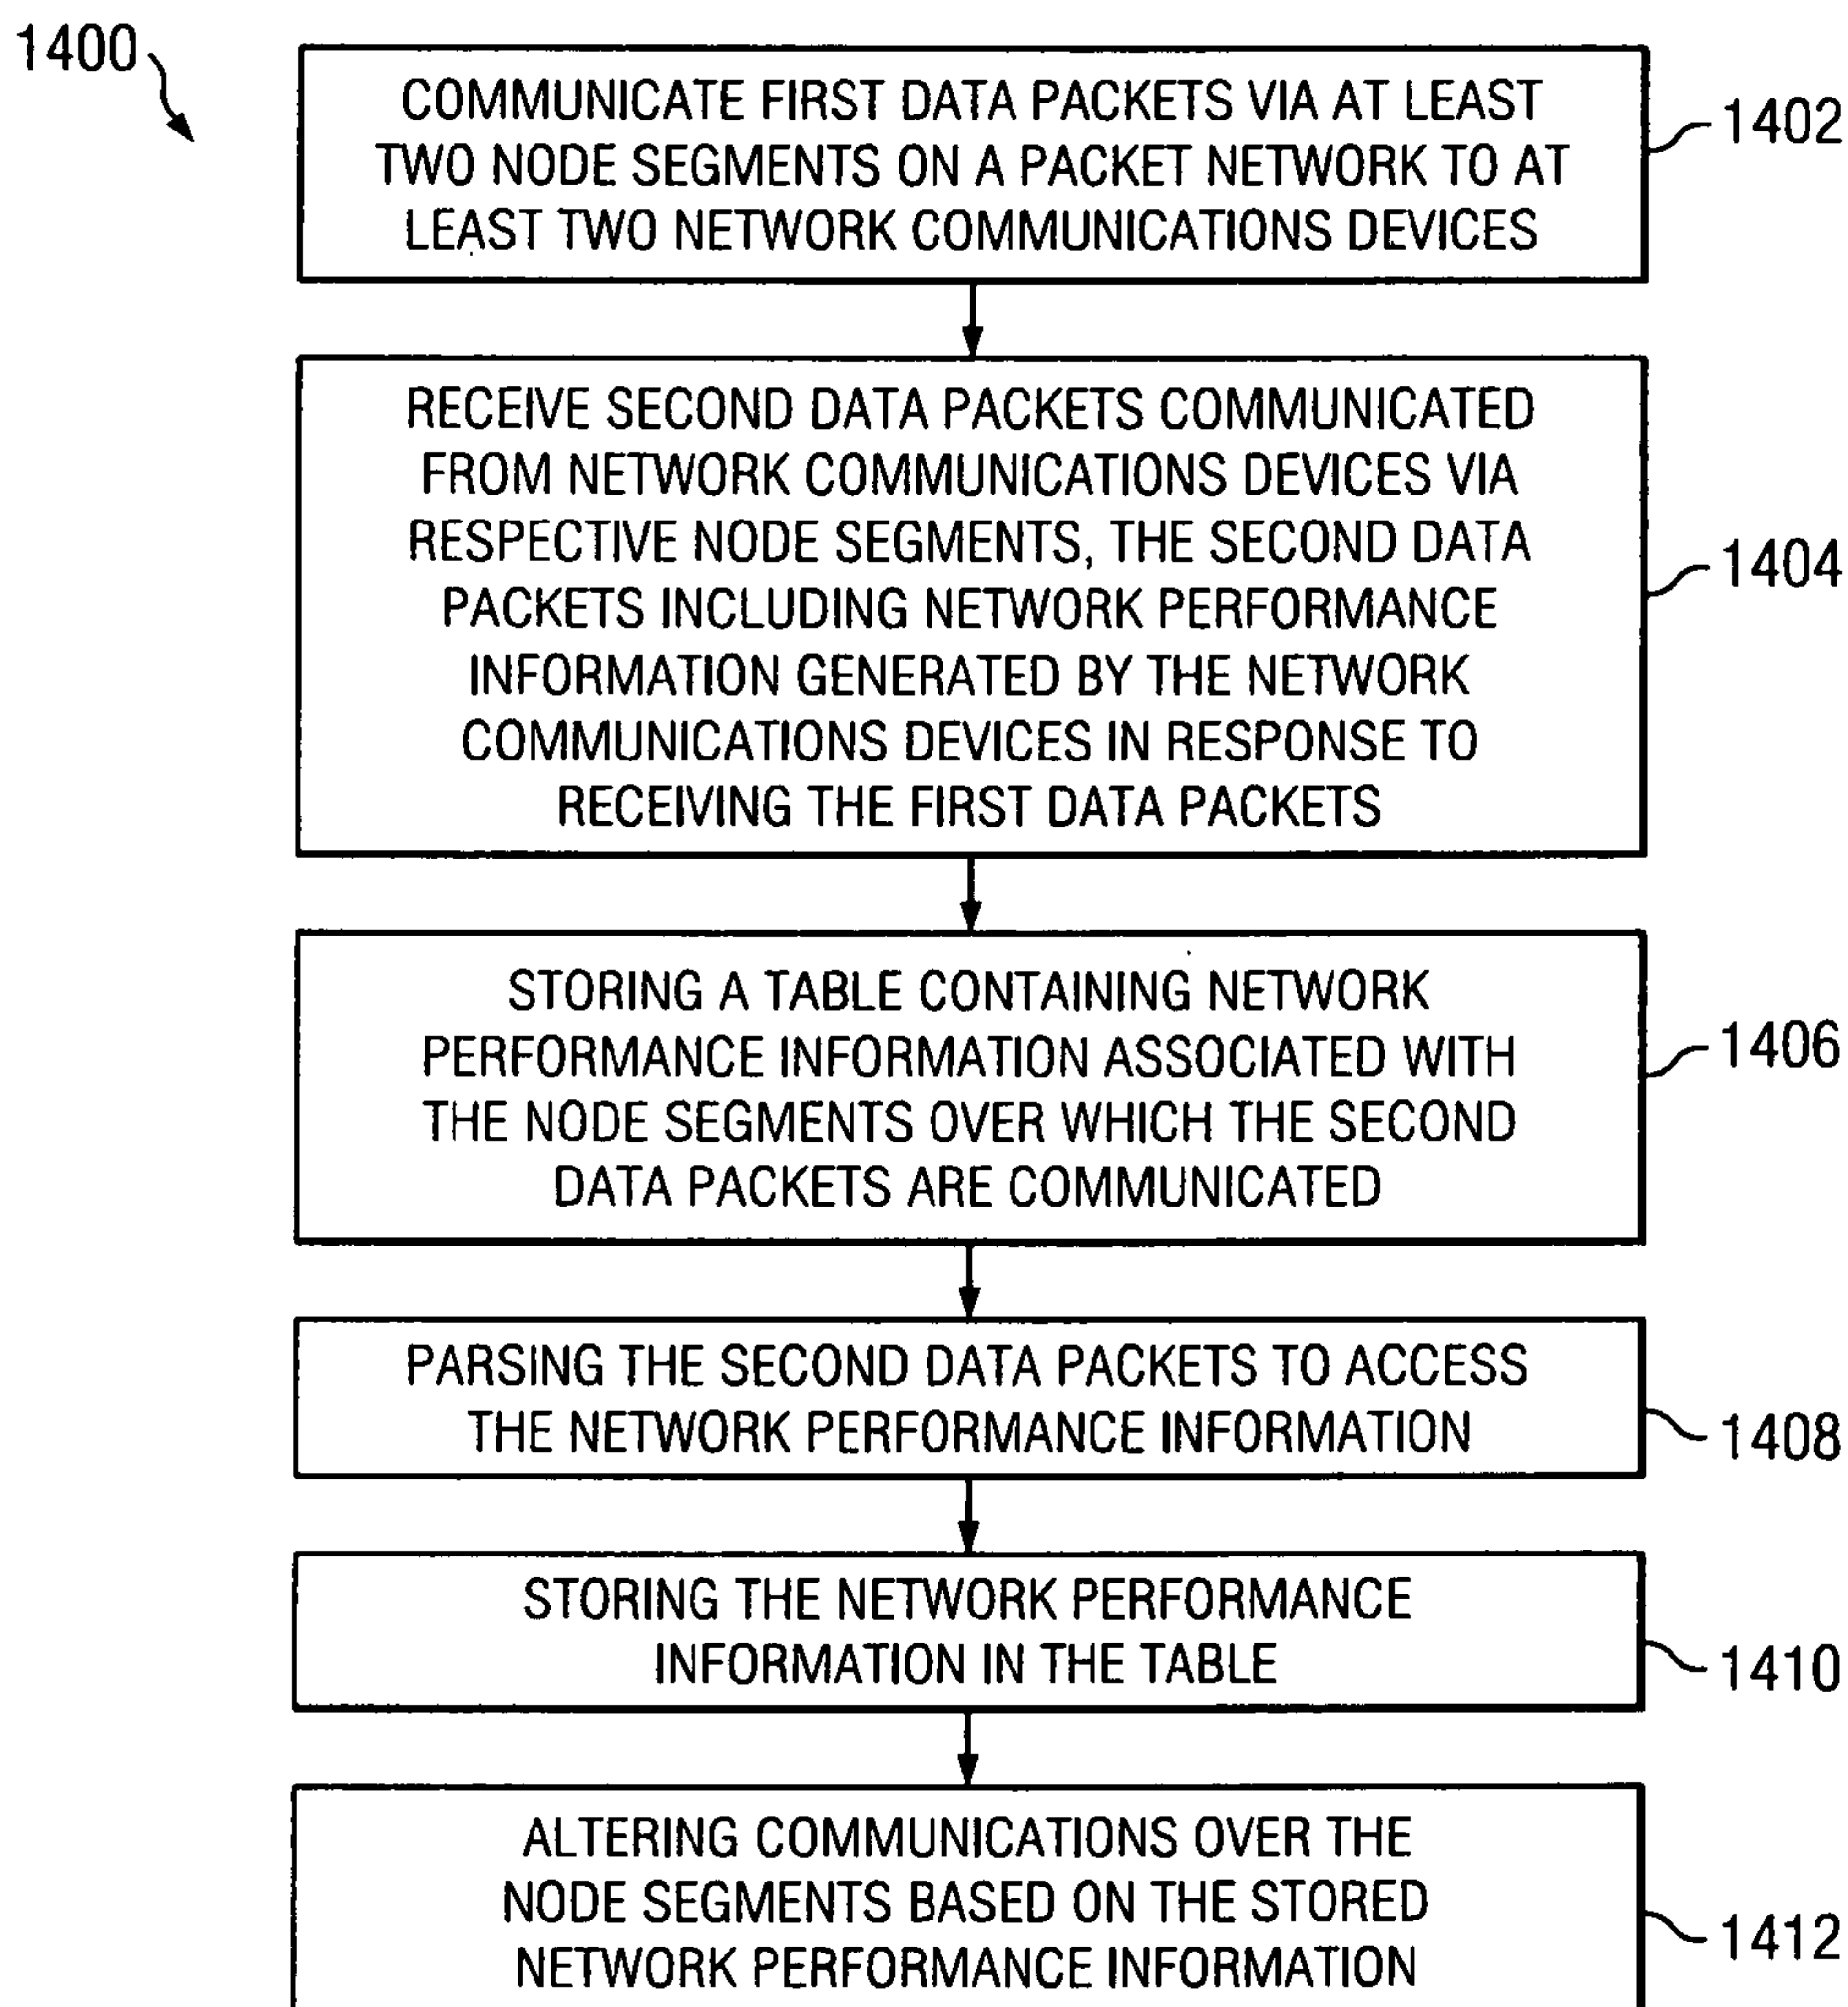 1400
COMMUNICATE FIRST DATA PACKETS VIA AT LEAST
TWO NODE SEGMENTS ON A PACKET NETWORK TO AT
LEAST TWO NETWORK COMMUNICATIONS DEVICES
1402
RECEIVE SECOND DATA PACKETS COMMUNICATED
FROM NETWORK COMMUNICATIONS DEVICES VIA
RESPECTIVE NODE SEGMENTS, THE SECOND DATA
PACKETS INCLUDING NETWORK PERFORMANCE
INFORMATION GENERATED BY THE NETWORK
COMMUNICATIONS DEVICES IN RESPONSE TO
RECEIVING THE FIRST DATA PACKETS
1404
STORING A TABLE CONTAINING NETWORK
PERFORMANCE INFORMATION ASSOCIATED WITH
THE NODE SEGMENTS OVER WHICH THE SECOND
DATA PACKETS ARE COMMUNICATED
1406
PARSING THE SECOND DATA PACKETS TO ACCESS
THE NETWORK PERFORMANCE INFORMATION
1408
STORING THE NETWORK PERFORMANCE
INFORMATION IN THE TABLE
1410
ALTERING COMMUNICATIONS OVER THE
NODE SEGMENTS BASED ON THE STORED
NETWORK PERFORMANCE INFORMATION
1412